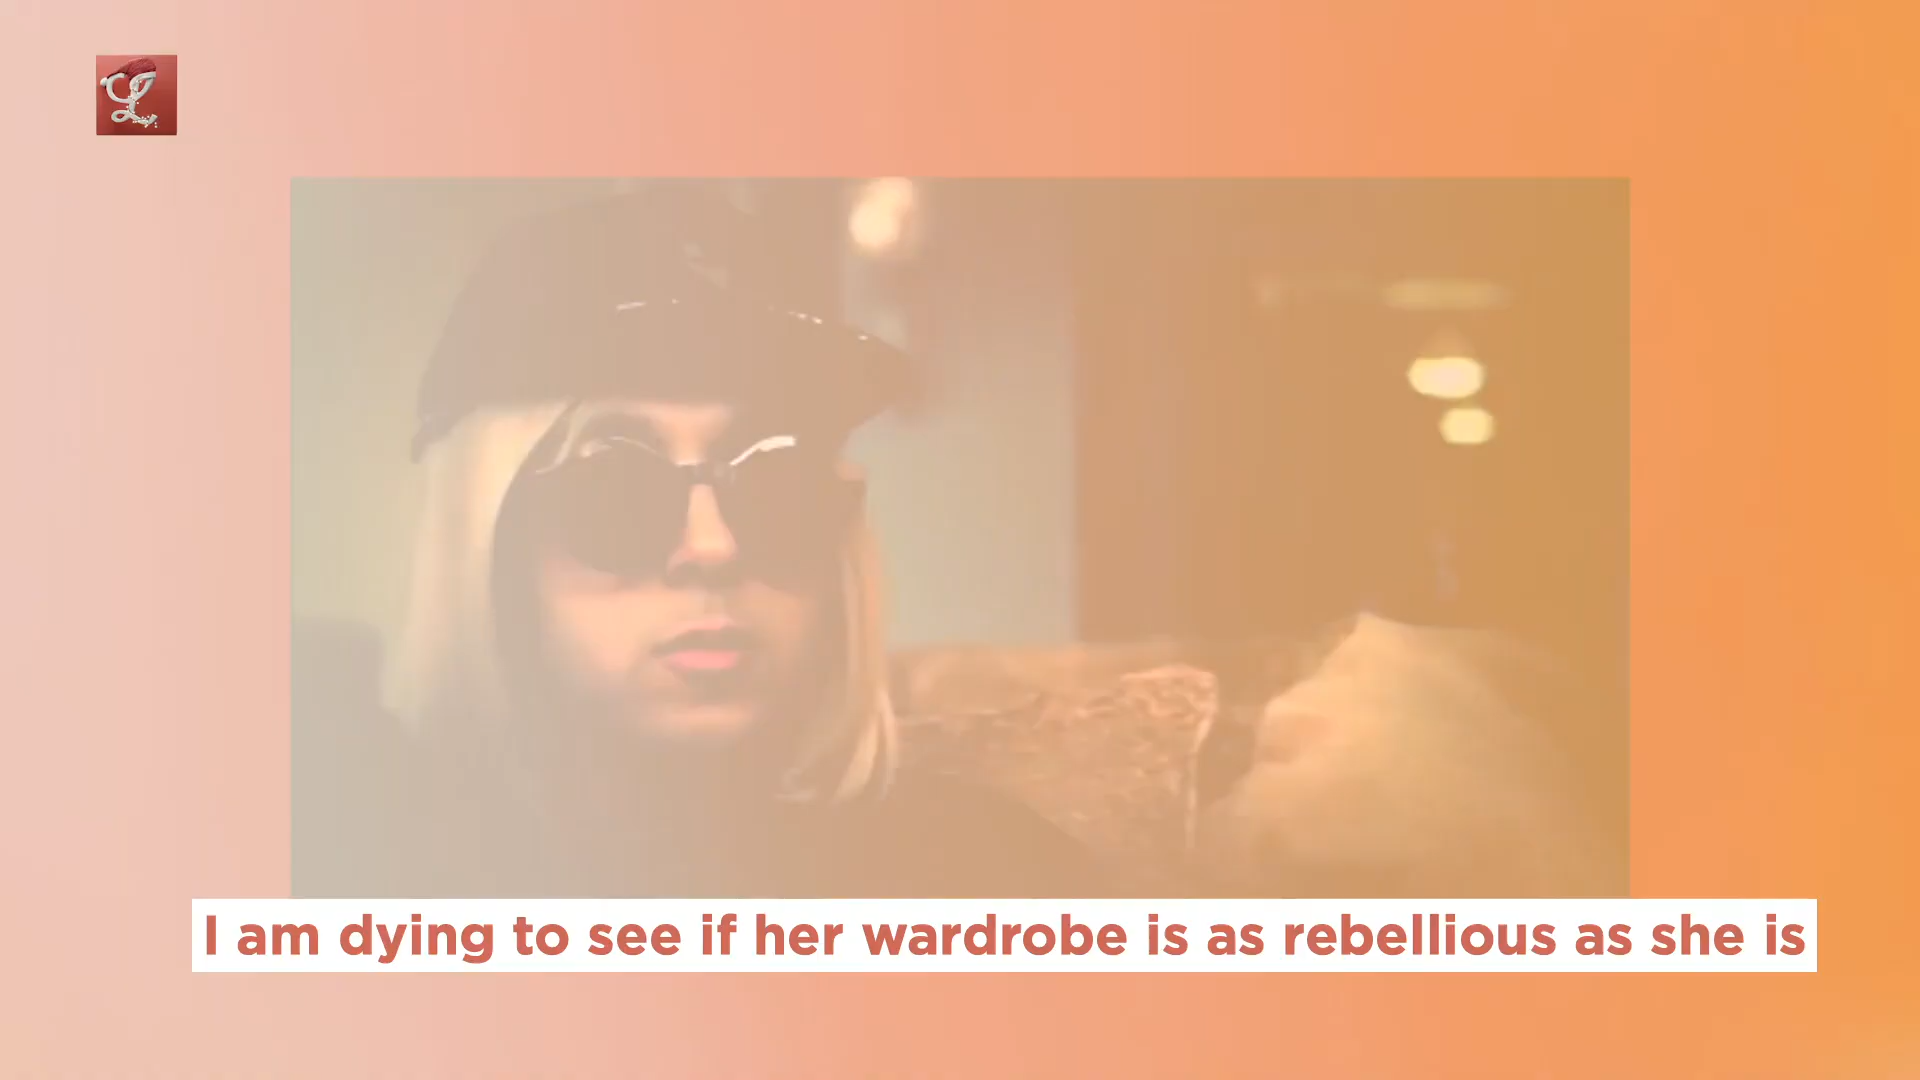 I am dying to see if her wardrobe is as rebellious as she is